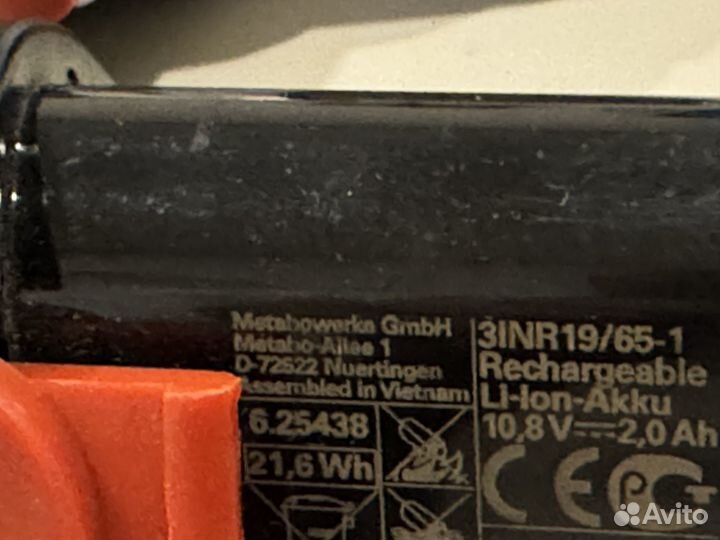 Metabowerke GmbH
Metabo-Allee 1
D-72622 Nuertingen
Assembled in Vietnam
6.25438
21,6 Wh
3INR19/65-1
Rechargeable
Li-Ion-Akku
10,8 V⎓2,0 Ah
CE
Avito